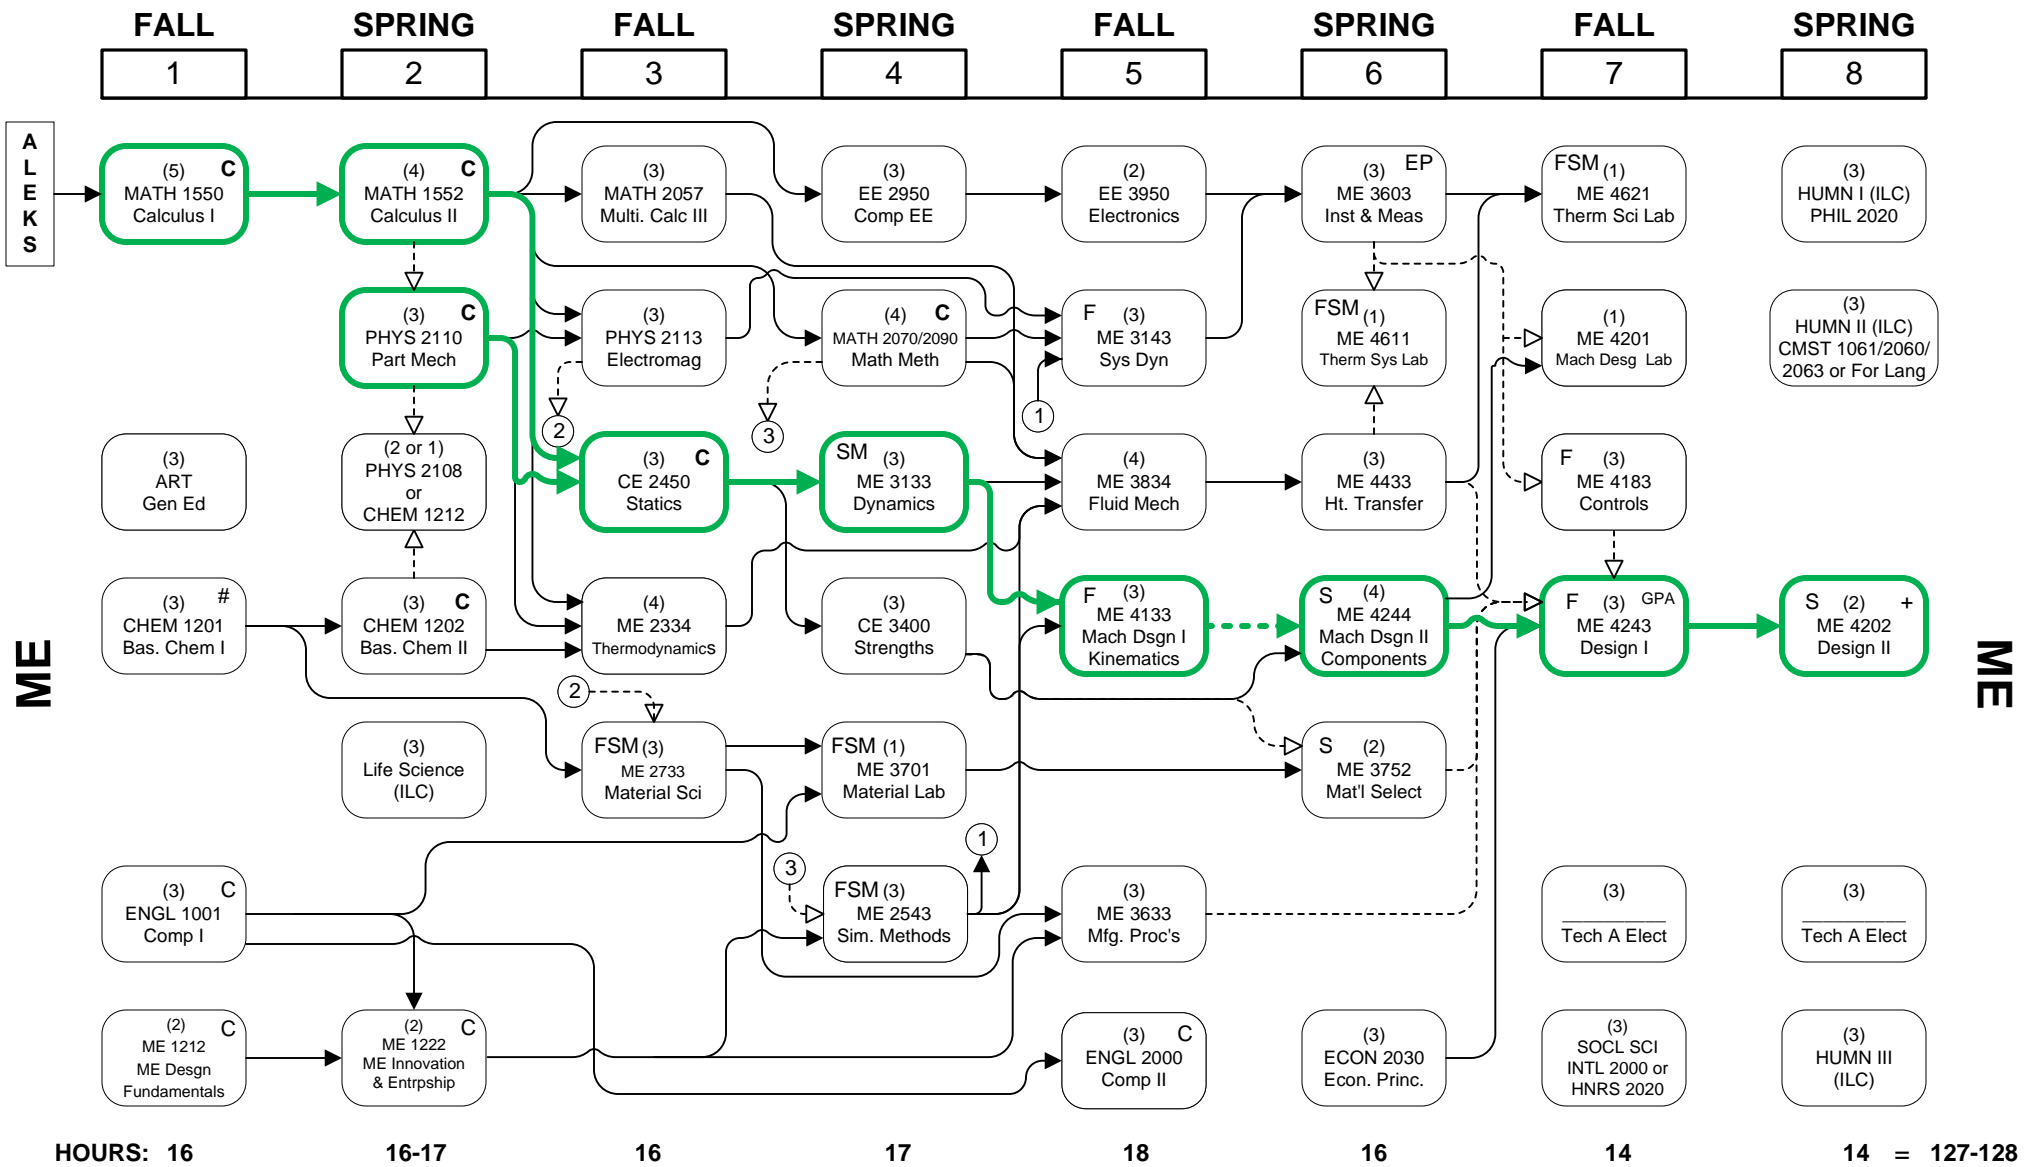 FALL SPRING FALL SPRING FALL SPRING FALL SPRING
1 2 3 4 5 6 7 8
A
L
E
K
S
(5) C
MATH 1550
Calculus I
(4) C
MATH 1552
Calculus II
(3)
MATH 2057
Multi. Calc III
(3)
EE 2950
Comp EE
(2)
EE 3950
Electronics
(3) EP
ME 3603
Inst & Meas
FSM (1)
ME 4621
Therm Sci Lab
(3)
HUMN I (ILC)
PHIL 2020
(3) C
PHYS 2110
Part Mech
(3)
PHYS 2113
Electromag
(4) C
MATH 2070/2090
Math Meth
F (3)
ME 3143
Sys Dyn
FSM (1)
ME 4611
Therm Sys Lab
(1)
ME 4201
Mach Desg Lab
(3)
HUMN II (ILC)
CMST 1061/2060/
2063 or For Lang
2
3
1
(3)
ART
Gen Ed
(2 or 1)
PHYS 2108
or
CHEM 1212
(3) C
CE 2450
Statics
SM (3)
ME 3133
Dynamics
(4)
ME 3834
Fluid Mech
(3)
ME 4433
Ht. Transfer
F (3)
ME 4183
Controls
ME
(3) #
CHEM 1201
Bas. Chem I
(3) C
CHEM 1202
Bas. Chem II
(4)
ME 2334
Thermodynamics
(3)
CE 3400
Strengths
F (3)
ME 4133
Mach Dsgn I
Kinematics
S (4)
ME 4244
Mach Dsgn II
Components
F (3) GPA
ME 4243
Design I
S (2) +
ME 4202
Design II
ME
2
(3)
Life Science
(ILC)
FSM (3)
ME 2733
Material Sci
FSM (1)
ME 3701
Material Lab
S (2)
ME 3752
Mat'l Select
1
3
(3) C
ENGL 1001
Comp I
FSM (3)
ME 2543
Sim. Methods
(3)
ME 3633
Mfg. Proc's
(3)
Tech A Elect
(3)
Tech A Elect
(2) C
ME 1212
ME Desgn
Fundamentals
(2) C
ME 1222
ME Innovation
& Entrpship
(3) C
ENGL 2000
Comp II
(3)
ECON 2030
Econ. Princ.
(3)
SOCL SCI
INTL 2000 or
HNRS 2020
(3)
HUMN III
(ILC)
HOURS: 16 16-17 16 17 18 16 14 14 = 127-128